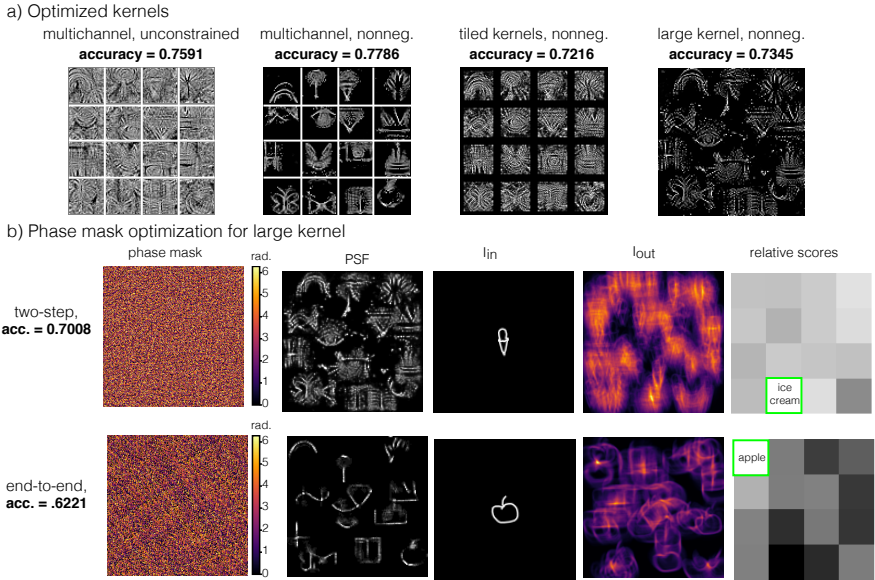 a) Optimized kernels
multichannel, unconstrained
accuracy = 0.7591
multichannel, nonneg.
accuracy = 0.7786
tiled kernels, nonneg.
accuracy = 0.7216
large kernel, nonneg.
accuracy = 0.7345
b) Phase mask optimization for large kernel
phase mask
rad.
PSF
Iin
Iout
relative scores
two-step,
acc. = 0.7008
6
5
4
3
2
1
0
ice
cream
rad.
end-to-end,
acc. = .6221
6
5
4
3
2
1
0
apple